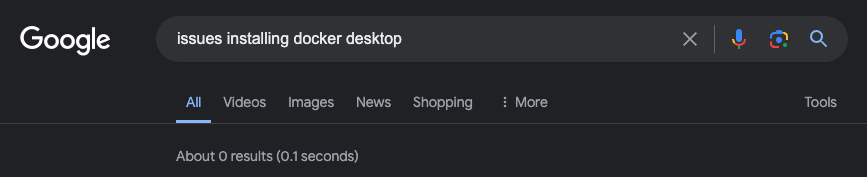 Google issues installing docker desktop
All Videos Images News Shopping More Tools
About 0 results (0.1 seconds)